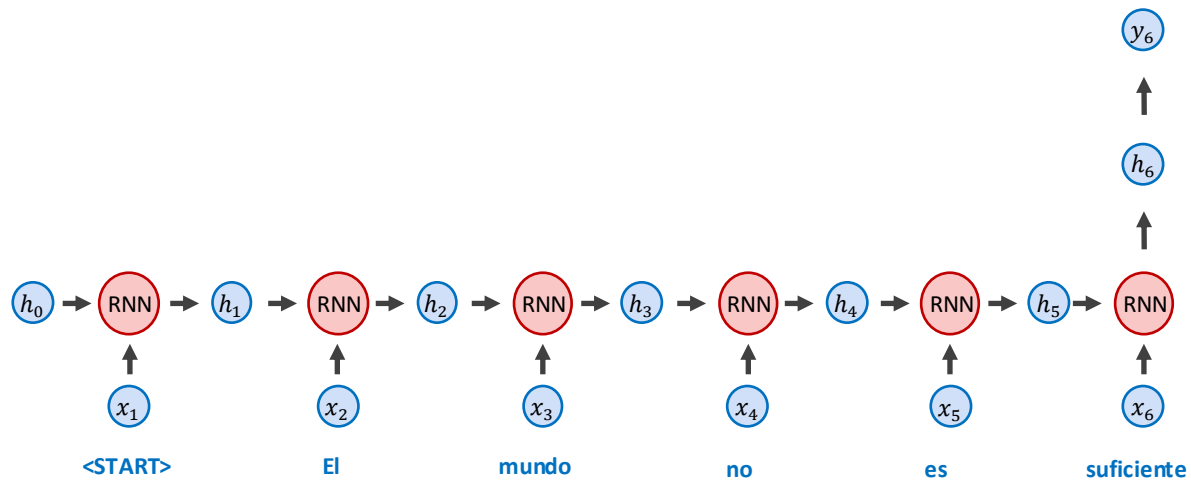 y₆
h₆
h₀ RNN h₁ RNN h₂ RNN h₃ RNN h₄ RNN h₅ RNN
x₁ x₂ x₃ x₄ x₅ x₆
<START> El mundo no es suficiente